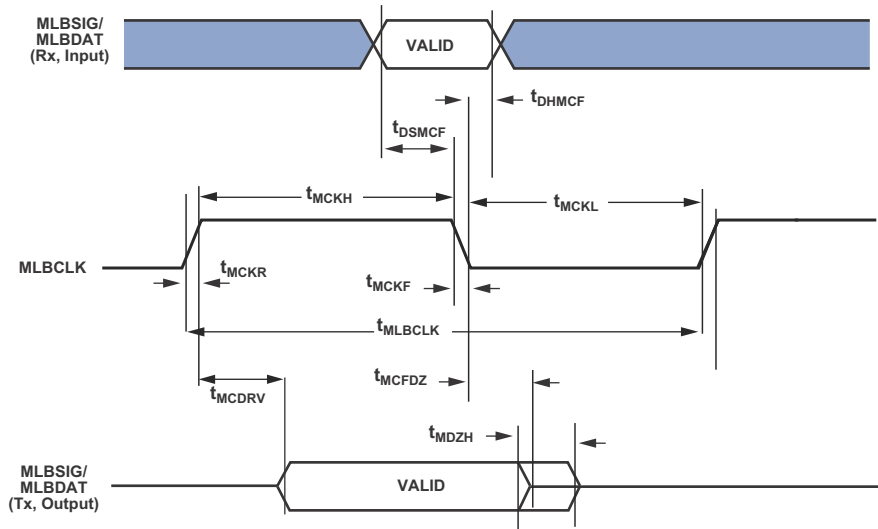 MLBSIG/
MLBDAT
(Rx, Input)
VALID
tDHMCF
tDSMCF
tMCKH
tMCKL
MLBCLK
tMCKR
tMCKF
tMLBCLK
tMCFDZ
tMCDRV
tMDZH
MLBSIG/
MLBDAT
(Tx, Output)
VALID